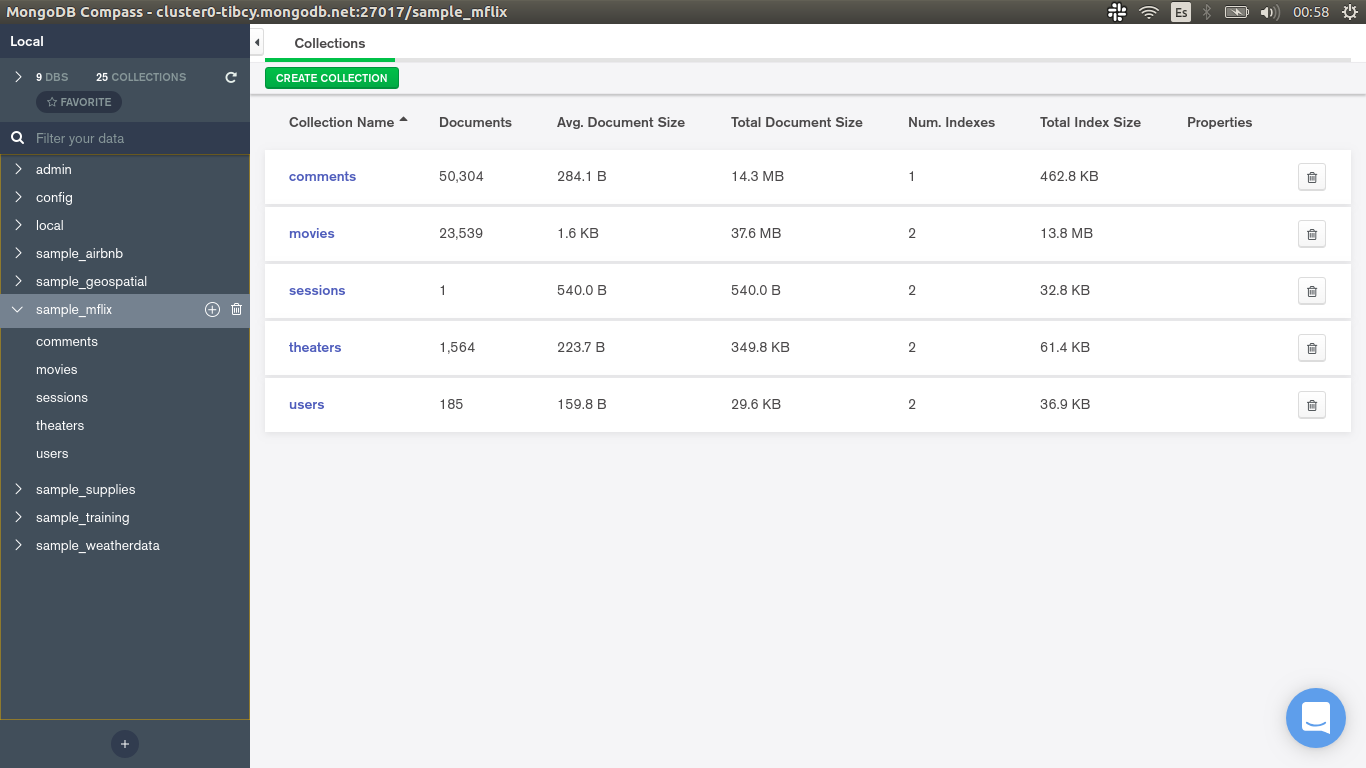 MongoDB Compass - cluster0-tibcy.mongodb.net:27017/sample_mflix
Es
00:58
Local
9 DBS 25 COLLECTIONS
FAVORITE
Filter your data
admin
config
local
sample_airbnb
sample_geospatial
sample_mflix
comments
movies
sessions
theaters
users
sample_supplies
sample_training
sample_weatherdata
+
Collections
CREATE COLLECTION
Collection Name Documents Avg. Document Size Total Document Size Num. Indexes Total Index Size Properties
comments 50,304 284.1 B 14.3 MB 1 462.8 KB
movies 23,539 1.6 KB 37.6 MB 2 13.8 MB
sessions 1 540.0 B 540.0 B 2 32.8 KB
theaters 1,564 223.7 B 349.8 KB 2 61.4 KB
users 185 159.8 B 29.6 KB 2 36.9 KB